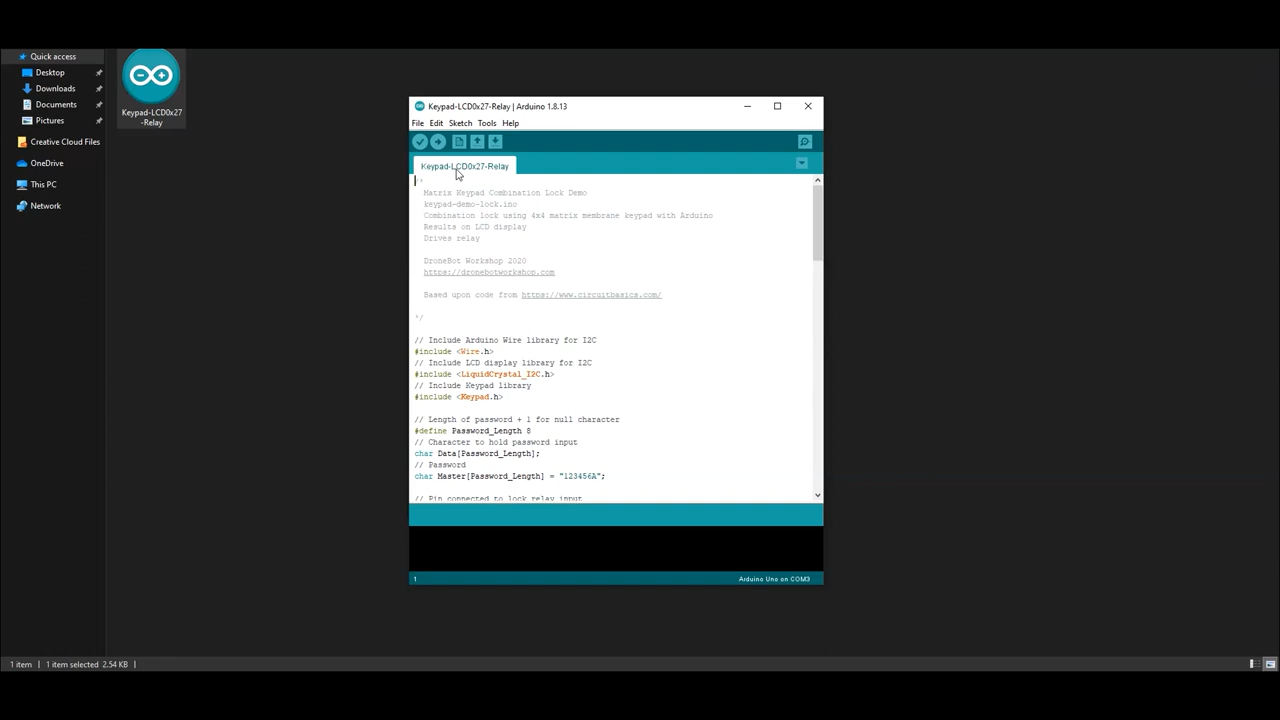 Quick access
Desktop
Downloads
Documents
Pictures
Creative Cloud Files
OneDrive
This PC
Network
Keypad-LCD0x27
-Relay
Keypad-LCD0x27-Relay | Arduino 1.8.13
File Edit Sketch Tools Help
Keypad-LCD0x27-Relay
/*
Matrix Keypad Combination Lock Demo
keypad-demo-lock.ino
Combination lock using 4x4 matrix membrane keypad with Arduino
Results on LCD display
Drives relay
DroneBot Workshop 2020
https://dronebotworkshop.com
Based upon code from https://www.circuitbasics.com/
*/
// Include Arduino Wire library for I2C
#include <Wire.h>
// Include LCD display library for I2C
#include <LiquidCrystal_I2C.h>
// Include Keypad library
#include <Keypad.h>
// Length of password + 1 for null character
#define Password_Length 8
// Character to hold password input
char Data[Password_Length];
// Password
char Master[Password_Length] = "123456A";
// Pin connected to lock relay input
1
Arduino Uno on COM3
1 item
1 item selected 2.54 KB